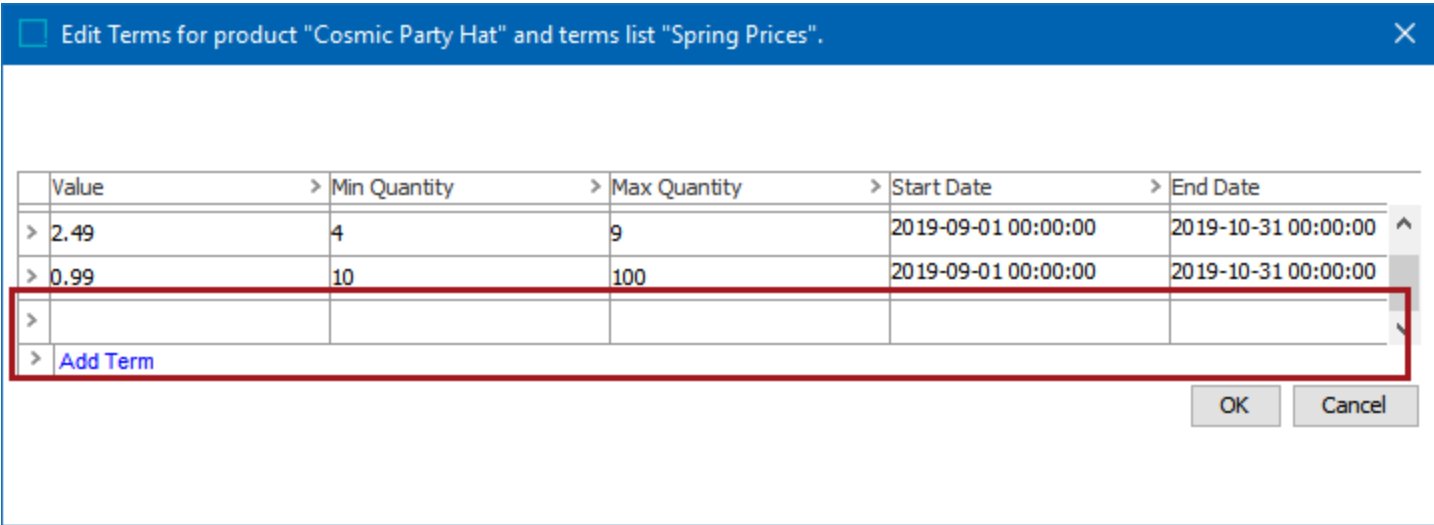 Edit Terms for product "Cosmic Party Hat" and terms list "Spring Prices".
Value > Min Quantity > Max Quantity > Start Date > End Date
> 2.49 4 9 2019-09-01 00:00:00 2019-10-31 00:00:00
> 0.99 10 100 2019-09-01 00:00:00 2019-10-31 00:00:00
>
> Add Term
OK Cancel